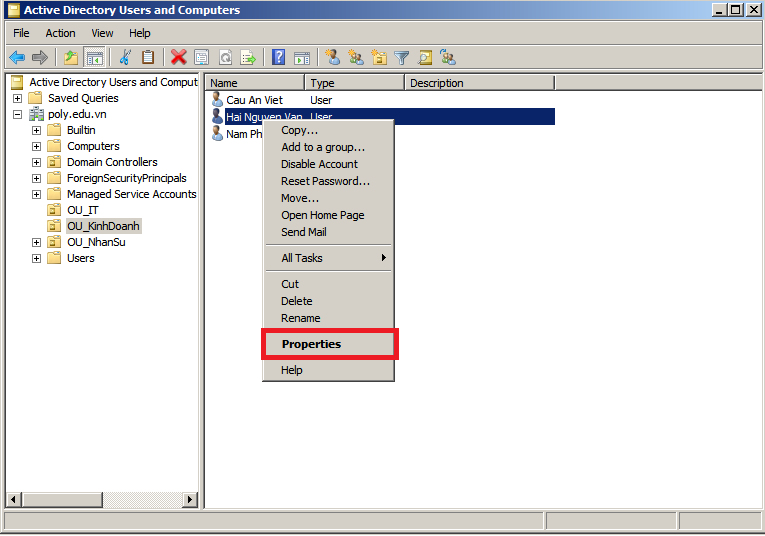 Active Directory Users and Computers
File Action View Help
Active Directory Users and Comput
Saved Queries
poly.edu.vn
Builtin
Computers
Domain Controllers
ForeignSecurityPrincipals
Managed Service Accounts
OU_IT
OU_KinhDoanh
OU_NhanSu
Users
Name Type Description
Cau An Viet User
Hai Nguyen Van User
Nam Ph
Copy...
Add to a group...
Disable Account
Reset Password...
Move...
Open Home Page
Send Mail
All Tasks
Cut
Delete
Rename
Properties
Help